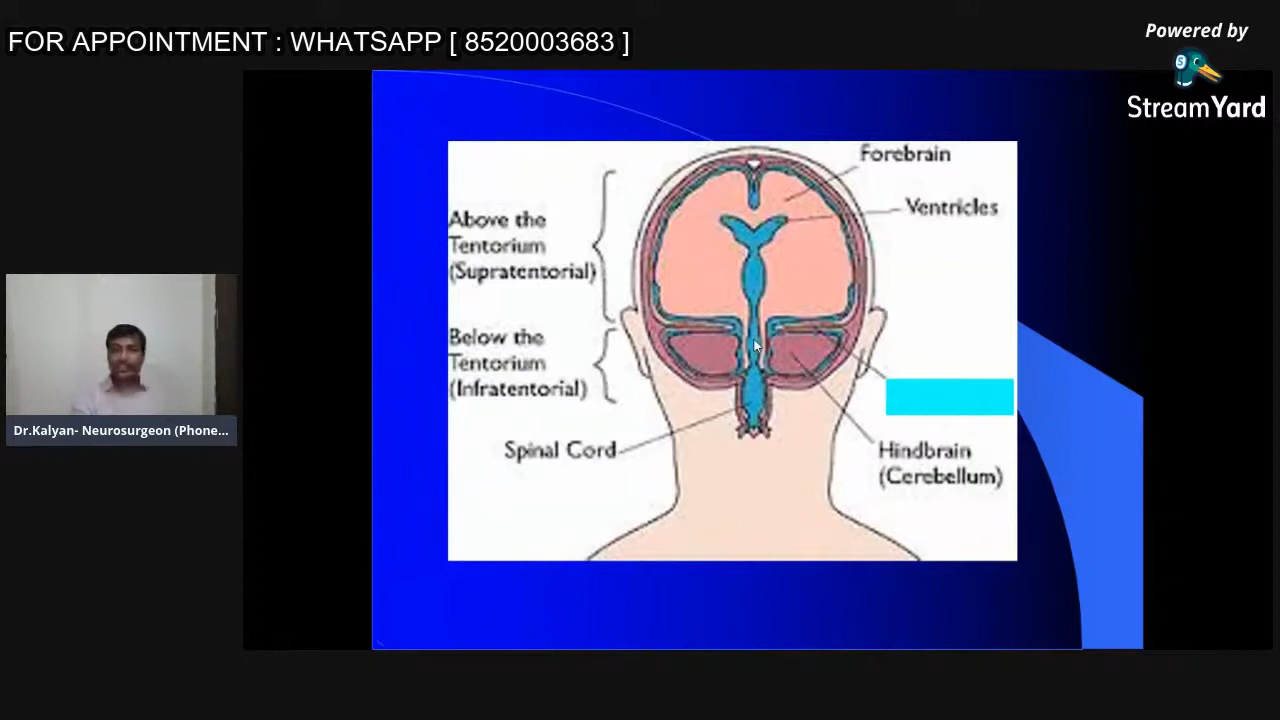 FOR APPOINTMENT : WHATSAPP [ 8520003683 ]
Powered by
StreamYard
Forebrain
Ventricles
Above the
Tentorium
(Supratentorial)
Below the
Tentorium
(Infratentorial)
Spinal Cord
Hindbrain
(Cerebellum)
Dr.Kalyan- Neurosurgeon (Phone...